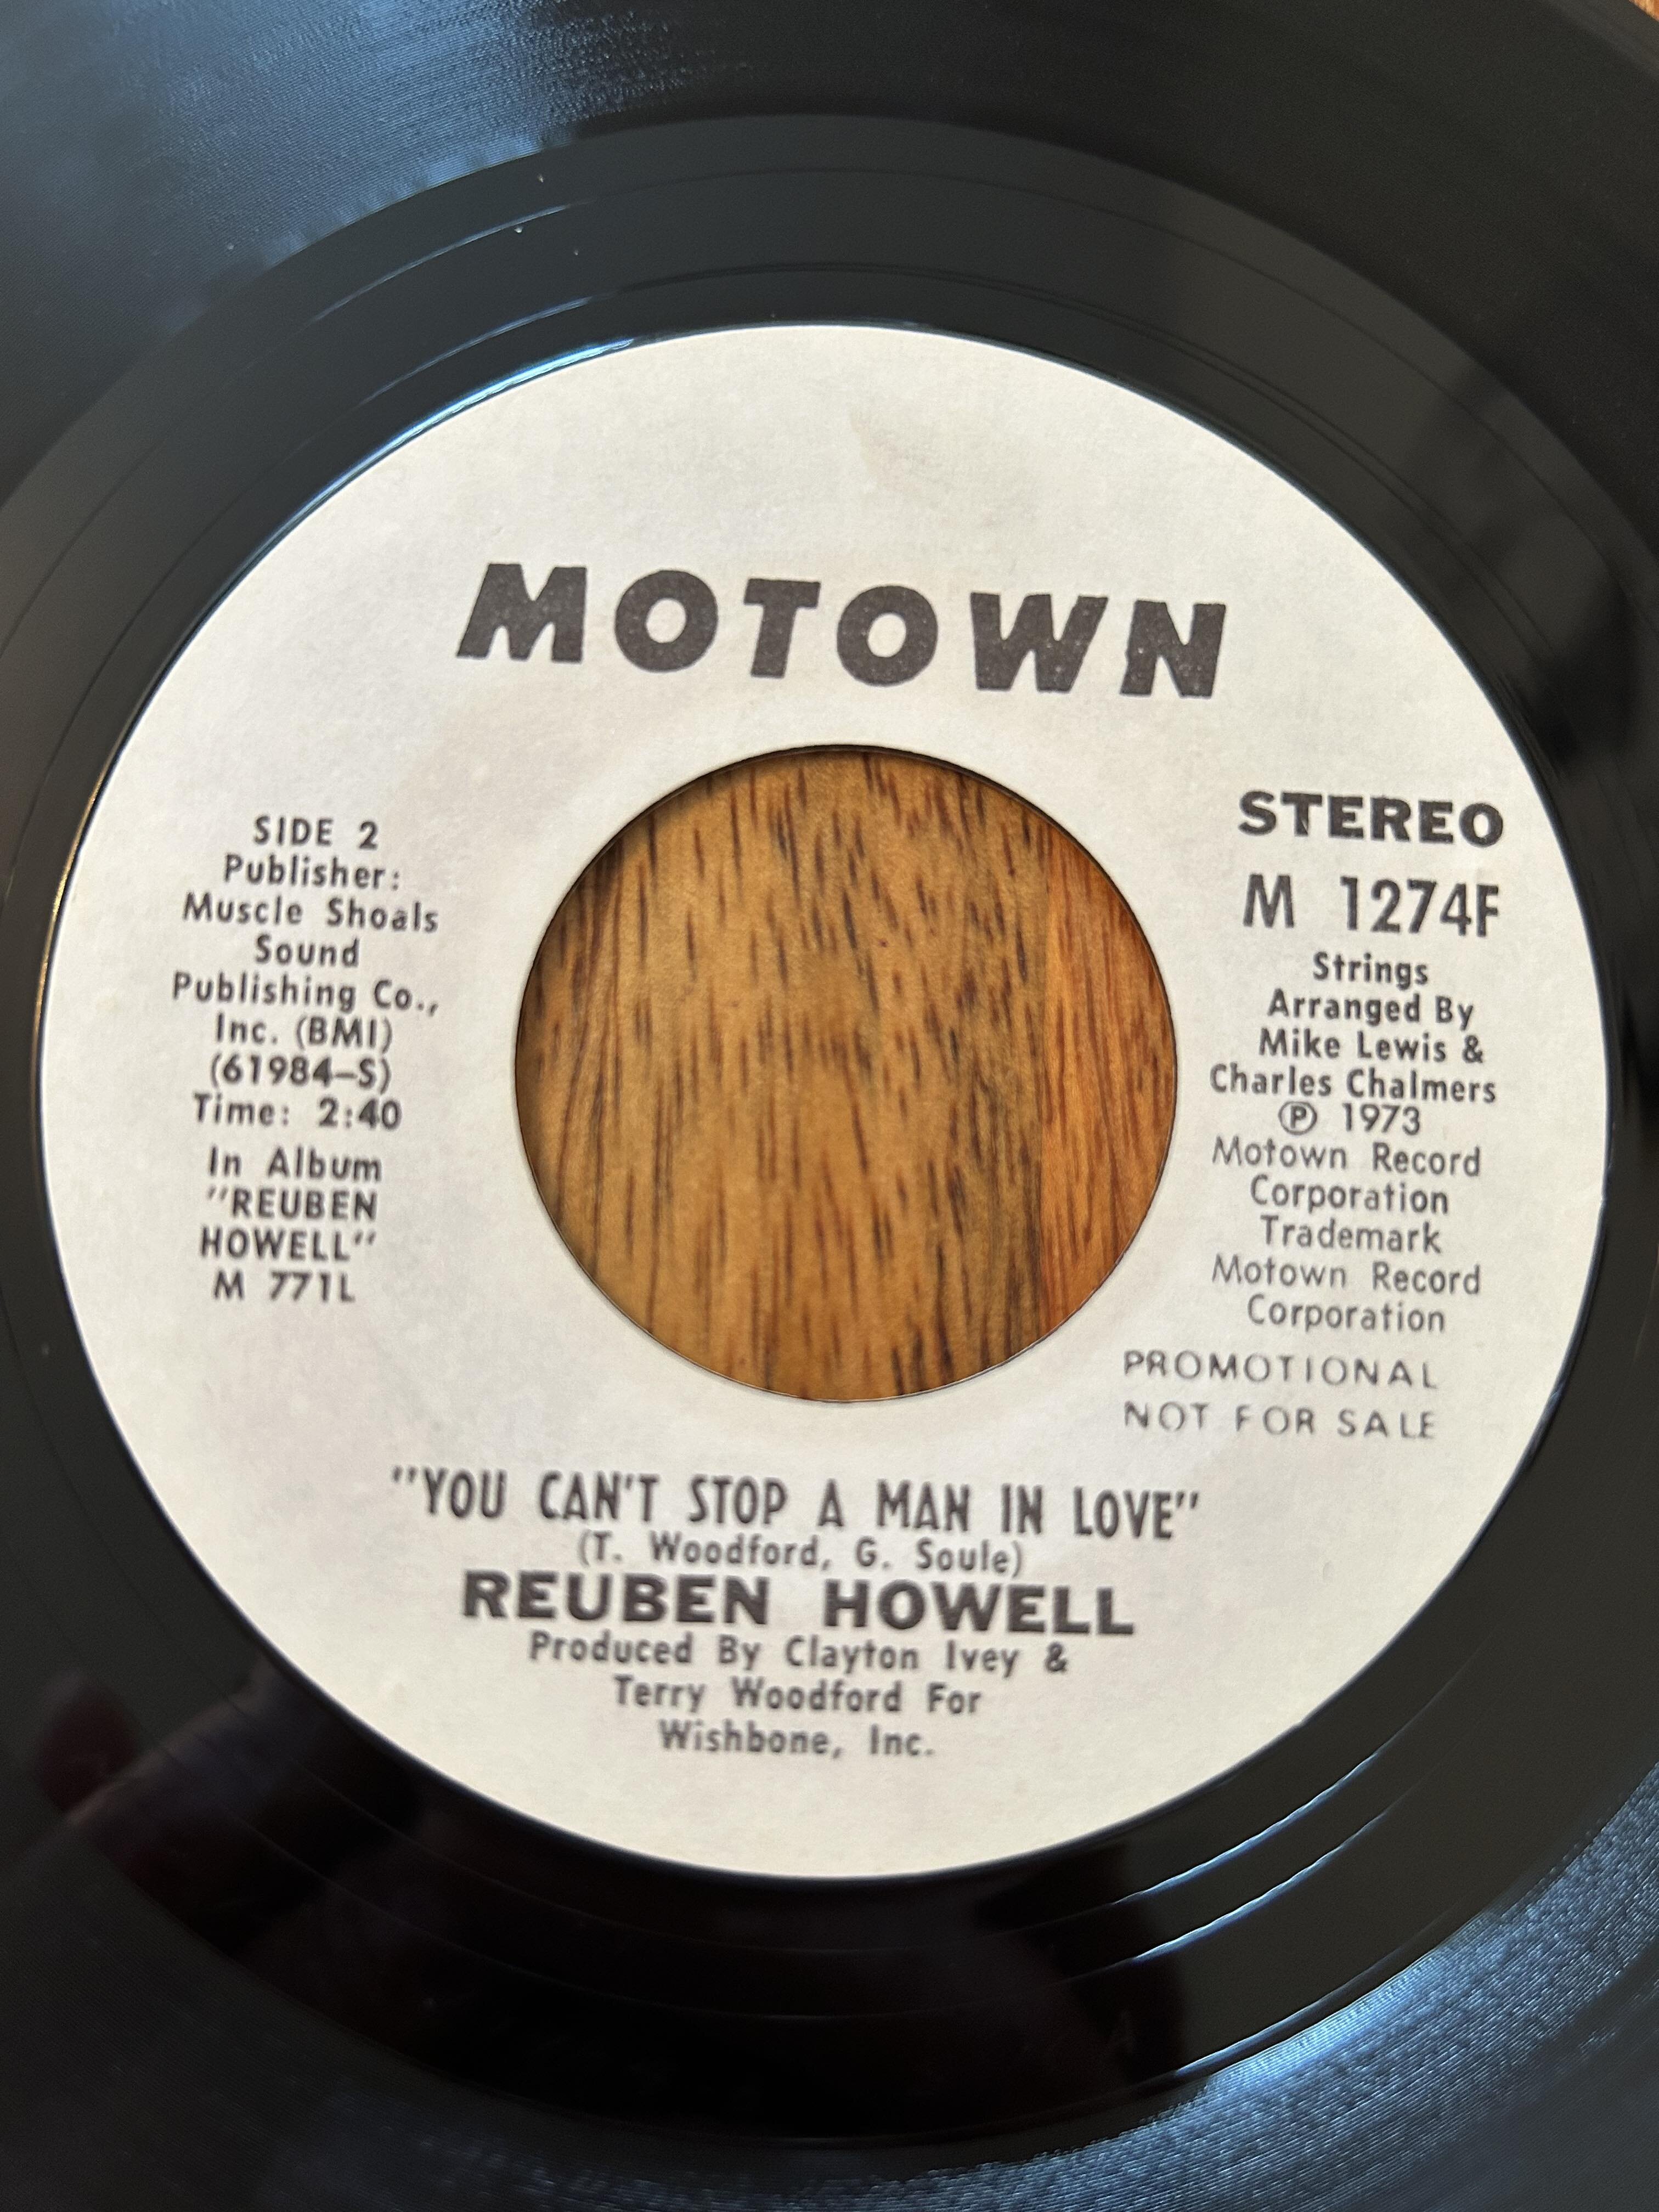 MOTOWN
SIDE 2
Publisher:
Muscle Shoals
Sound
Publishing Co.,
Inc. (BMI)
(61984-S)
Time: 2:40
In Album
"REUBEN
HOWELL"
M 771L
STEREO
M 1274F
Strings
Arranged By
Mike Lewis &
Charles Chalmers
℗ 1973
Motown Record
Corporation
Trademark
Motown Record
Corporation
PROMOTIONAL
NOT FOR SALE
"YOU CAN'T STOP A MAN IN LOVE"
(T. Woodford, G. Soule)
REUBEN HOWELL
Produced By Clayton Ivey &
Terry Woodford For
Wishbone, Inc.